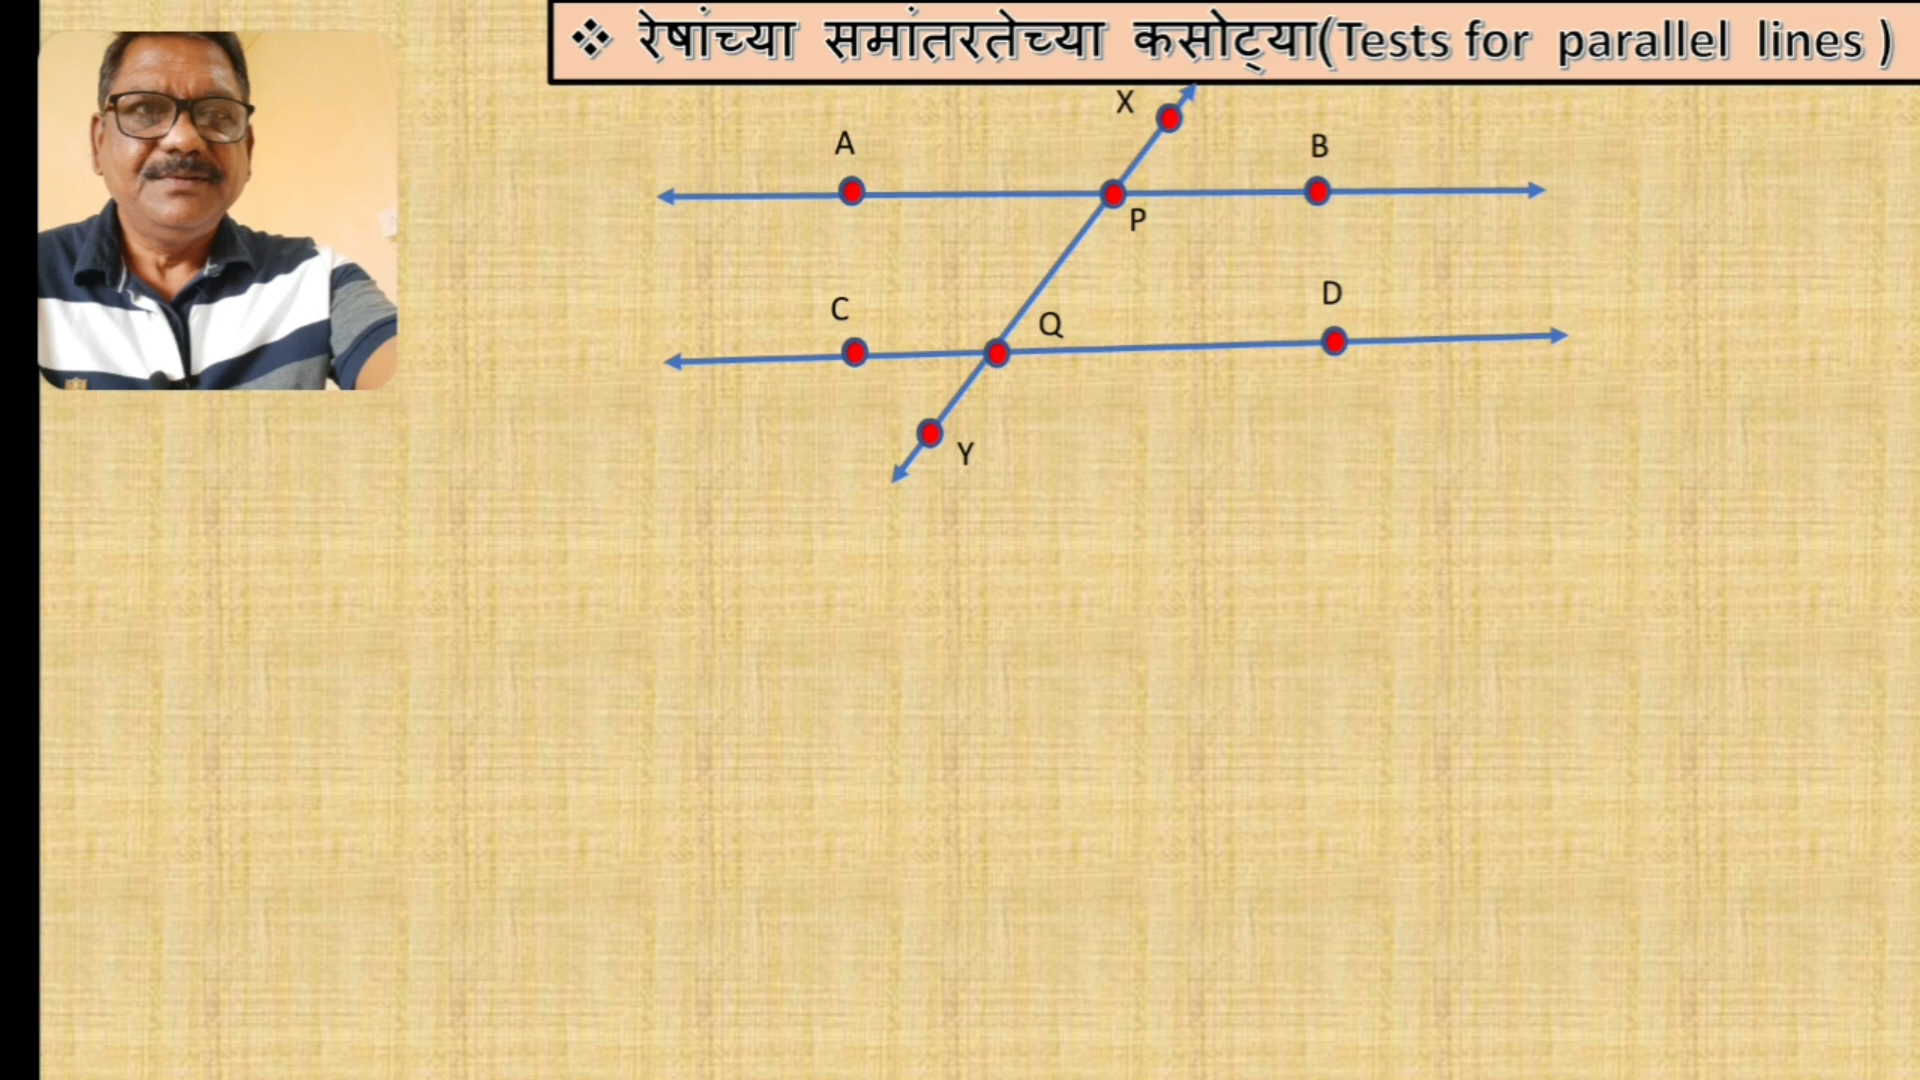 ❖ रेषांच्या समांतरतेच्या कसोट्या(Tests for parallel lines )
X
A
B
P
C
Q
D
Y